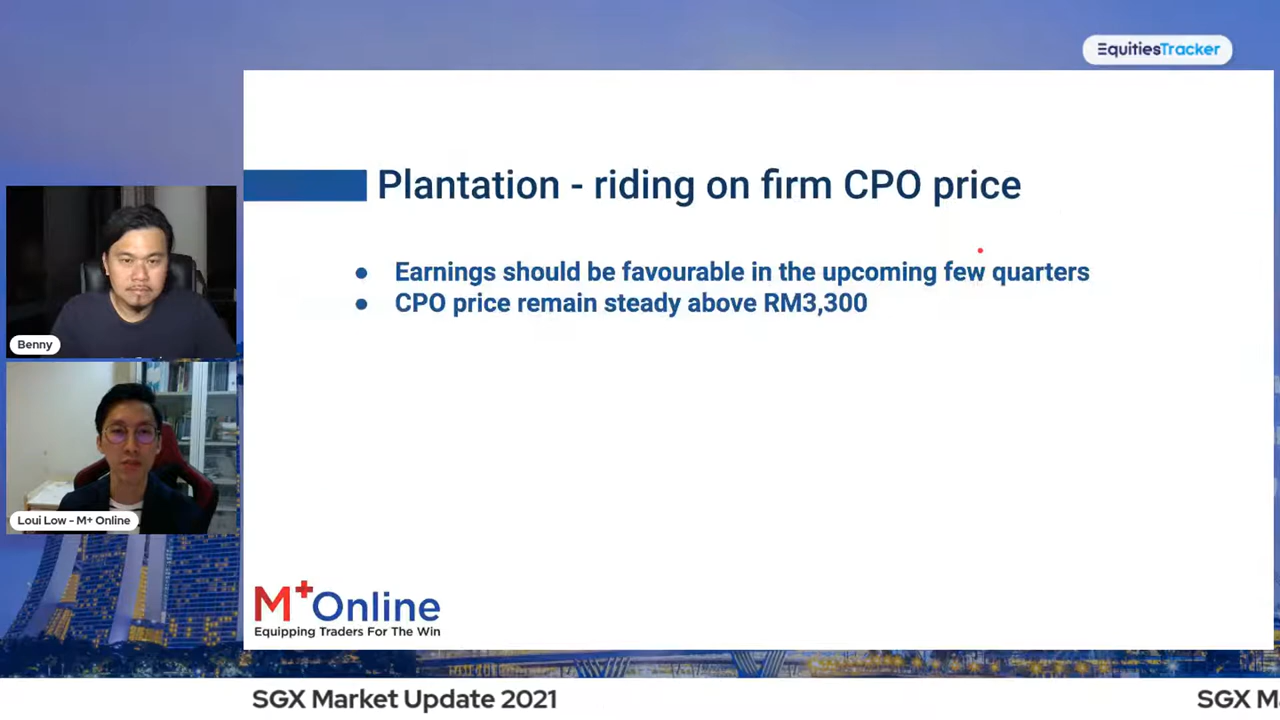 EquitiesTracker
Plantation - riding on firm CPO price
● Earnings should be favourable in the upcoming few quarters
● CPO price remain steady above RM3,300
Benny
Loui Low - M+ Online
M+Online
Equipping Traders For The Win
SGX Market Update 2021
SGX M